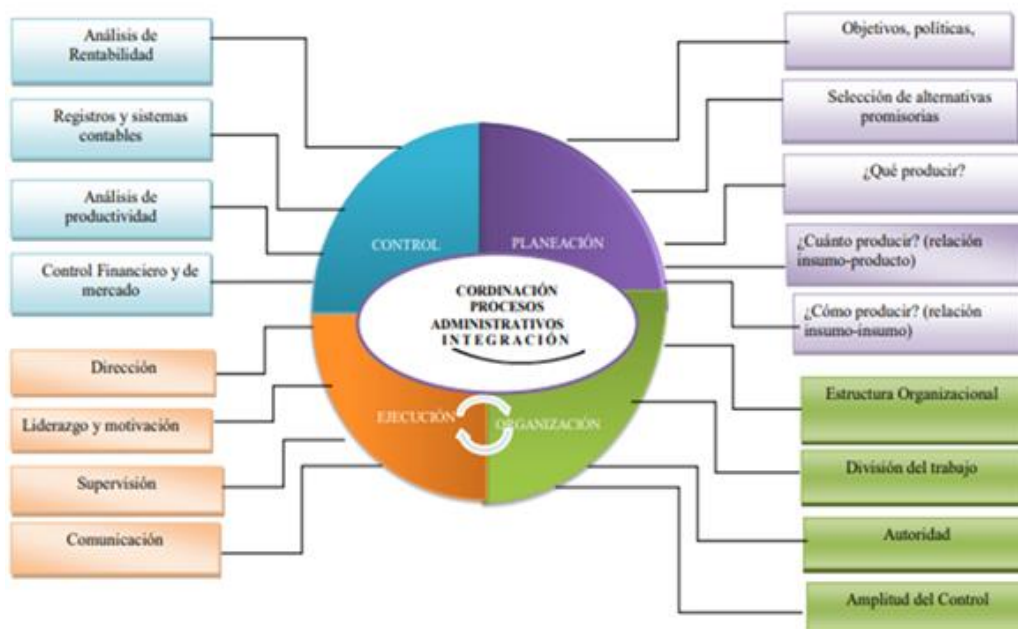 Análisis de
Rentabilidad
Registros y sistemas
contables
Análisis de
productividad
Control Financiero y de
mercado
Dirección
Liderazgo y motivación
Supervisión
Comunicación
CONTROL
PLANEACIÓN
CORDINACIÓN
PROCESOS
ADMINISTRATIVOS
INTEGRACIÓN
EJECUCIÓN
ORGANIZACIÓN
Objetivos, políticas,
Selección de alternativas
promisorias
¿Qué producir?
¿Cuánto producir? (relación
insumo-producto)
¿Cómo producir? (relación
insumo-insumo)
Estructura Organizacional
División del trabajo
Autoridad
Amplitud del Control